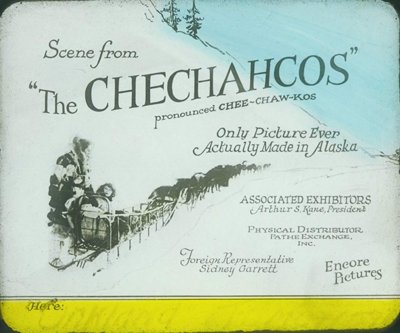 Scene from
"The CHECHAHCOS"
pronounced CHEE-CHAW-KOS
Only Picture Ever
Actually Made in Alaska
ASSOCIATED EXHIBITORS
Arthur S. Kane, President
PHYSICAL DISTRIBUTOR
PATHE EXCHANGE,
INC.
Foreign Representative
Sidney Garrett
Encore
Pictures
Here: